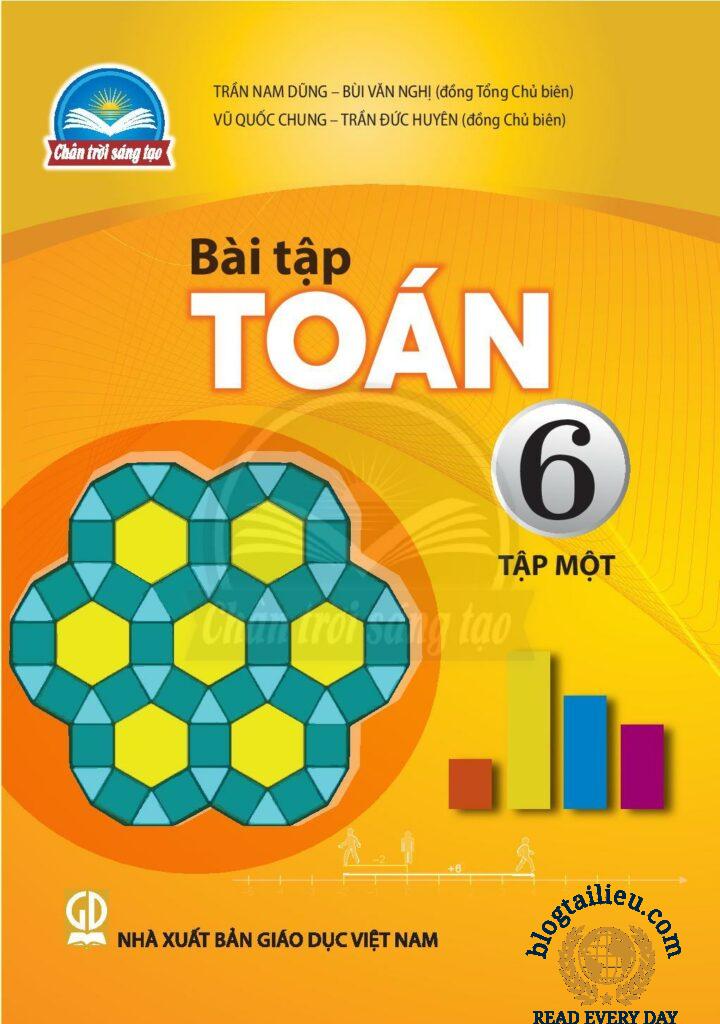 TRẦN NAM DŨNG – BÙI VĂN NGHỊ (đồng Tổng Chủ biên)
VŨ QUỐC CHUNG – TRẦN ĐỨC HUYÊN (đồng Chủ biên)
Chân trời sáng tạo
Bài tập
TOÁN
6
TẬP MỘT
Chân trời sáng tạo
-2
+6
GD
NHÀ XUẤT BẢN GIÁO DỤC VIỆT NAM
blogtailieu.com
READ EVERY DAY